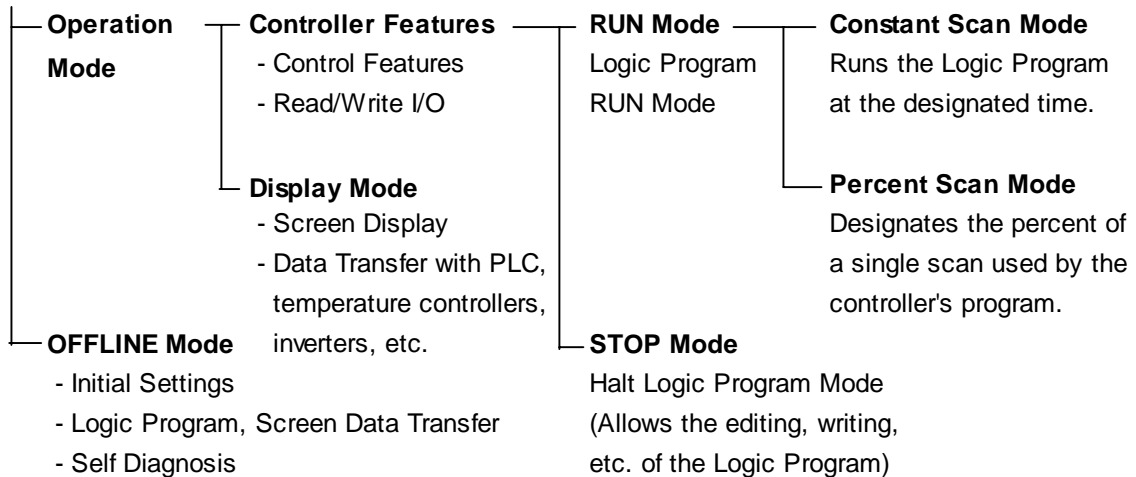 Operation
Mode
Controller Features
- Control Features
- Read/Write I/O
Display Mode
- Screen Display
- Data Transfer with PLC,
temperature controllers,
inverters, etc.
RUN Mode
Logic Program
RUN Mode
Constant Scan Mode
Runs the Logic Program
at the designated time.
Percent Scan Mode
Designates the percent of
a single scan used by the
controller's program.
STOP Mode
Halt Logic Program Mode
(Allows the editing, writing,
etc. of the Logic Program)
OFFLINE Mode
- Initial Settings
- Logic Program, Screen Data Transfer
- Self Diagnosis